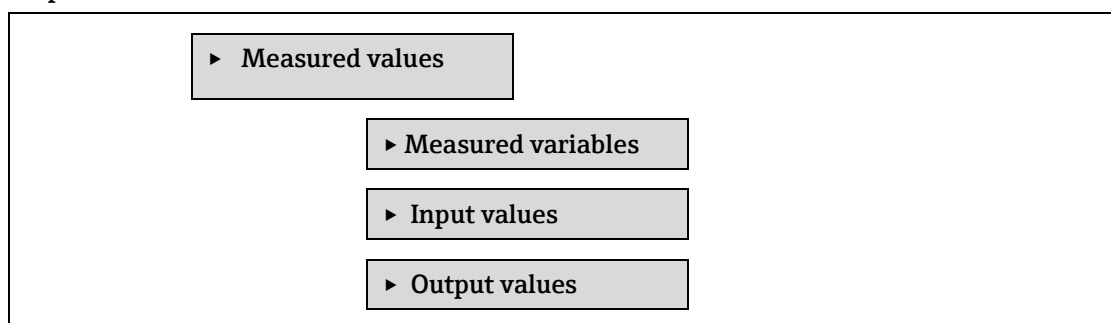 ► Measured values
► Measured variables
► Input values
► Output values